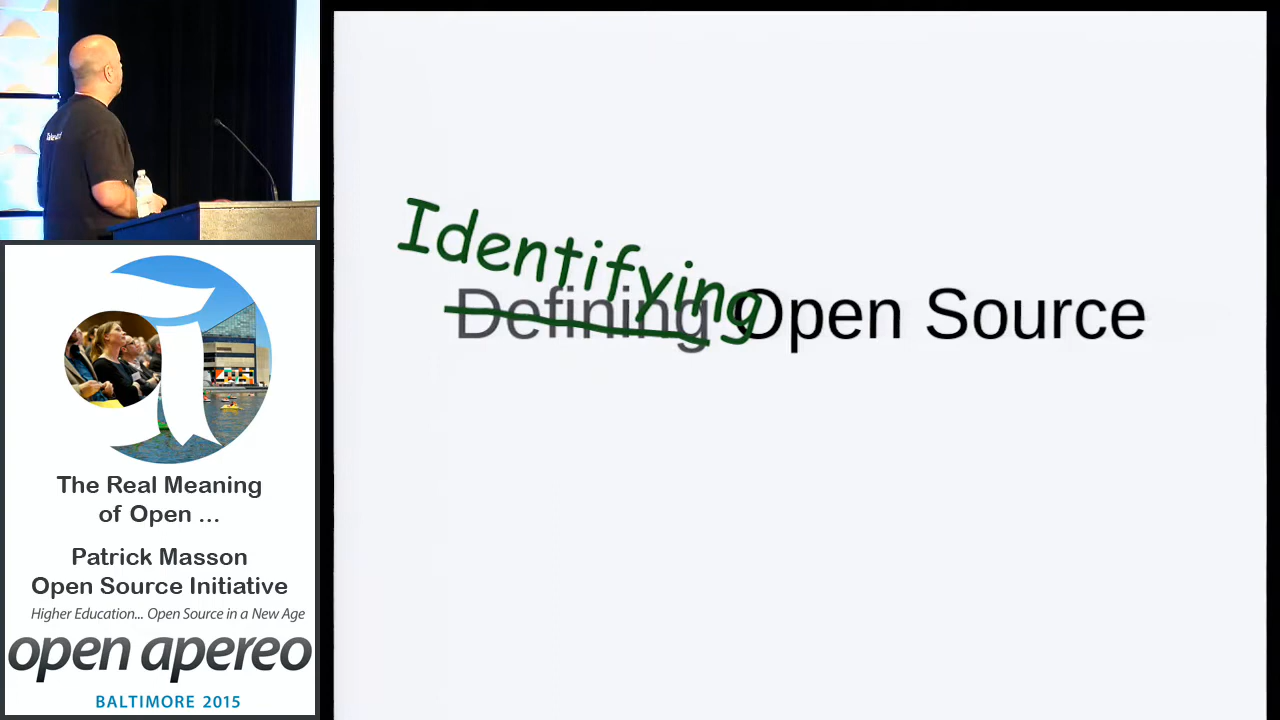 Identifying
Defining Open Source
The Real Meaning
of Open ...
Patrick Masson
Open Source Initiative
Higher Education... Open Source in a New Age
open apereo
BALTIMORE 2015